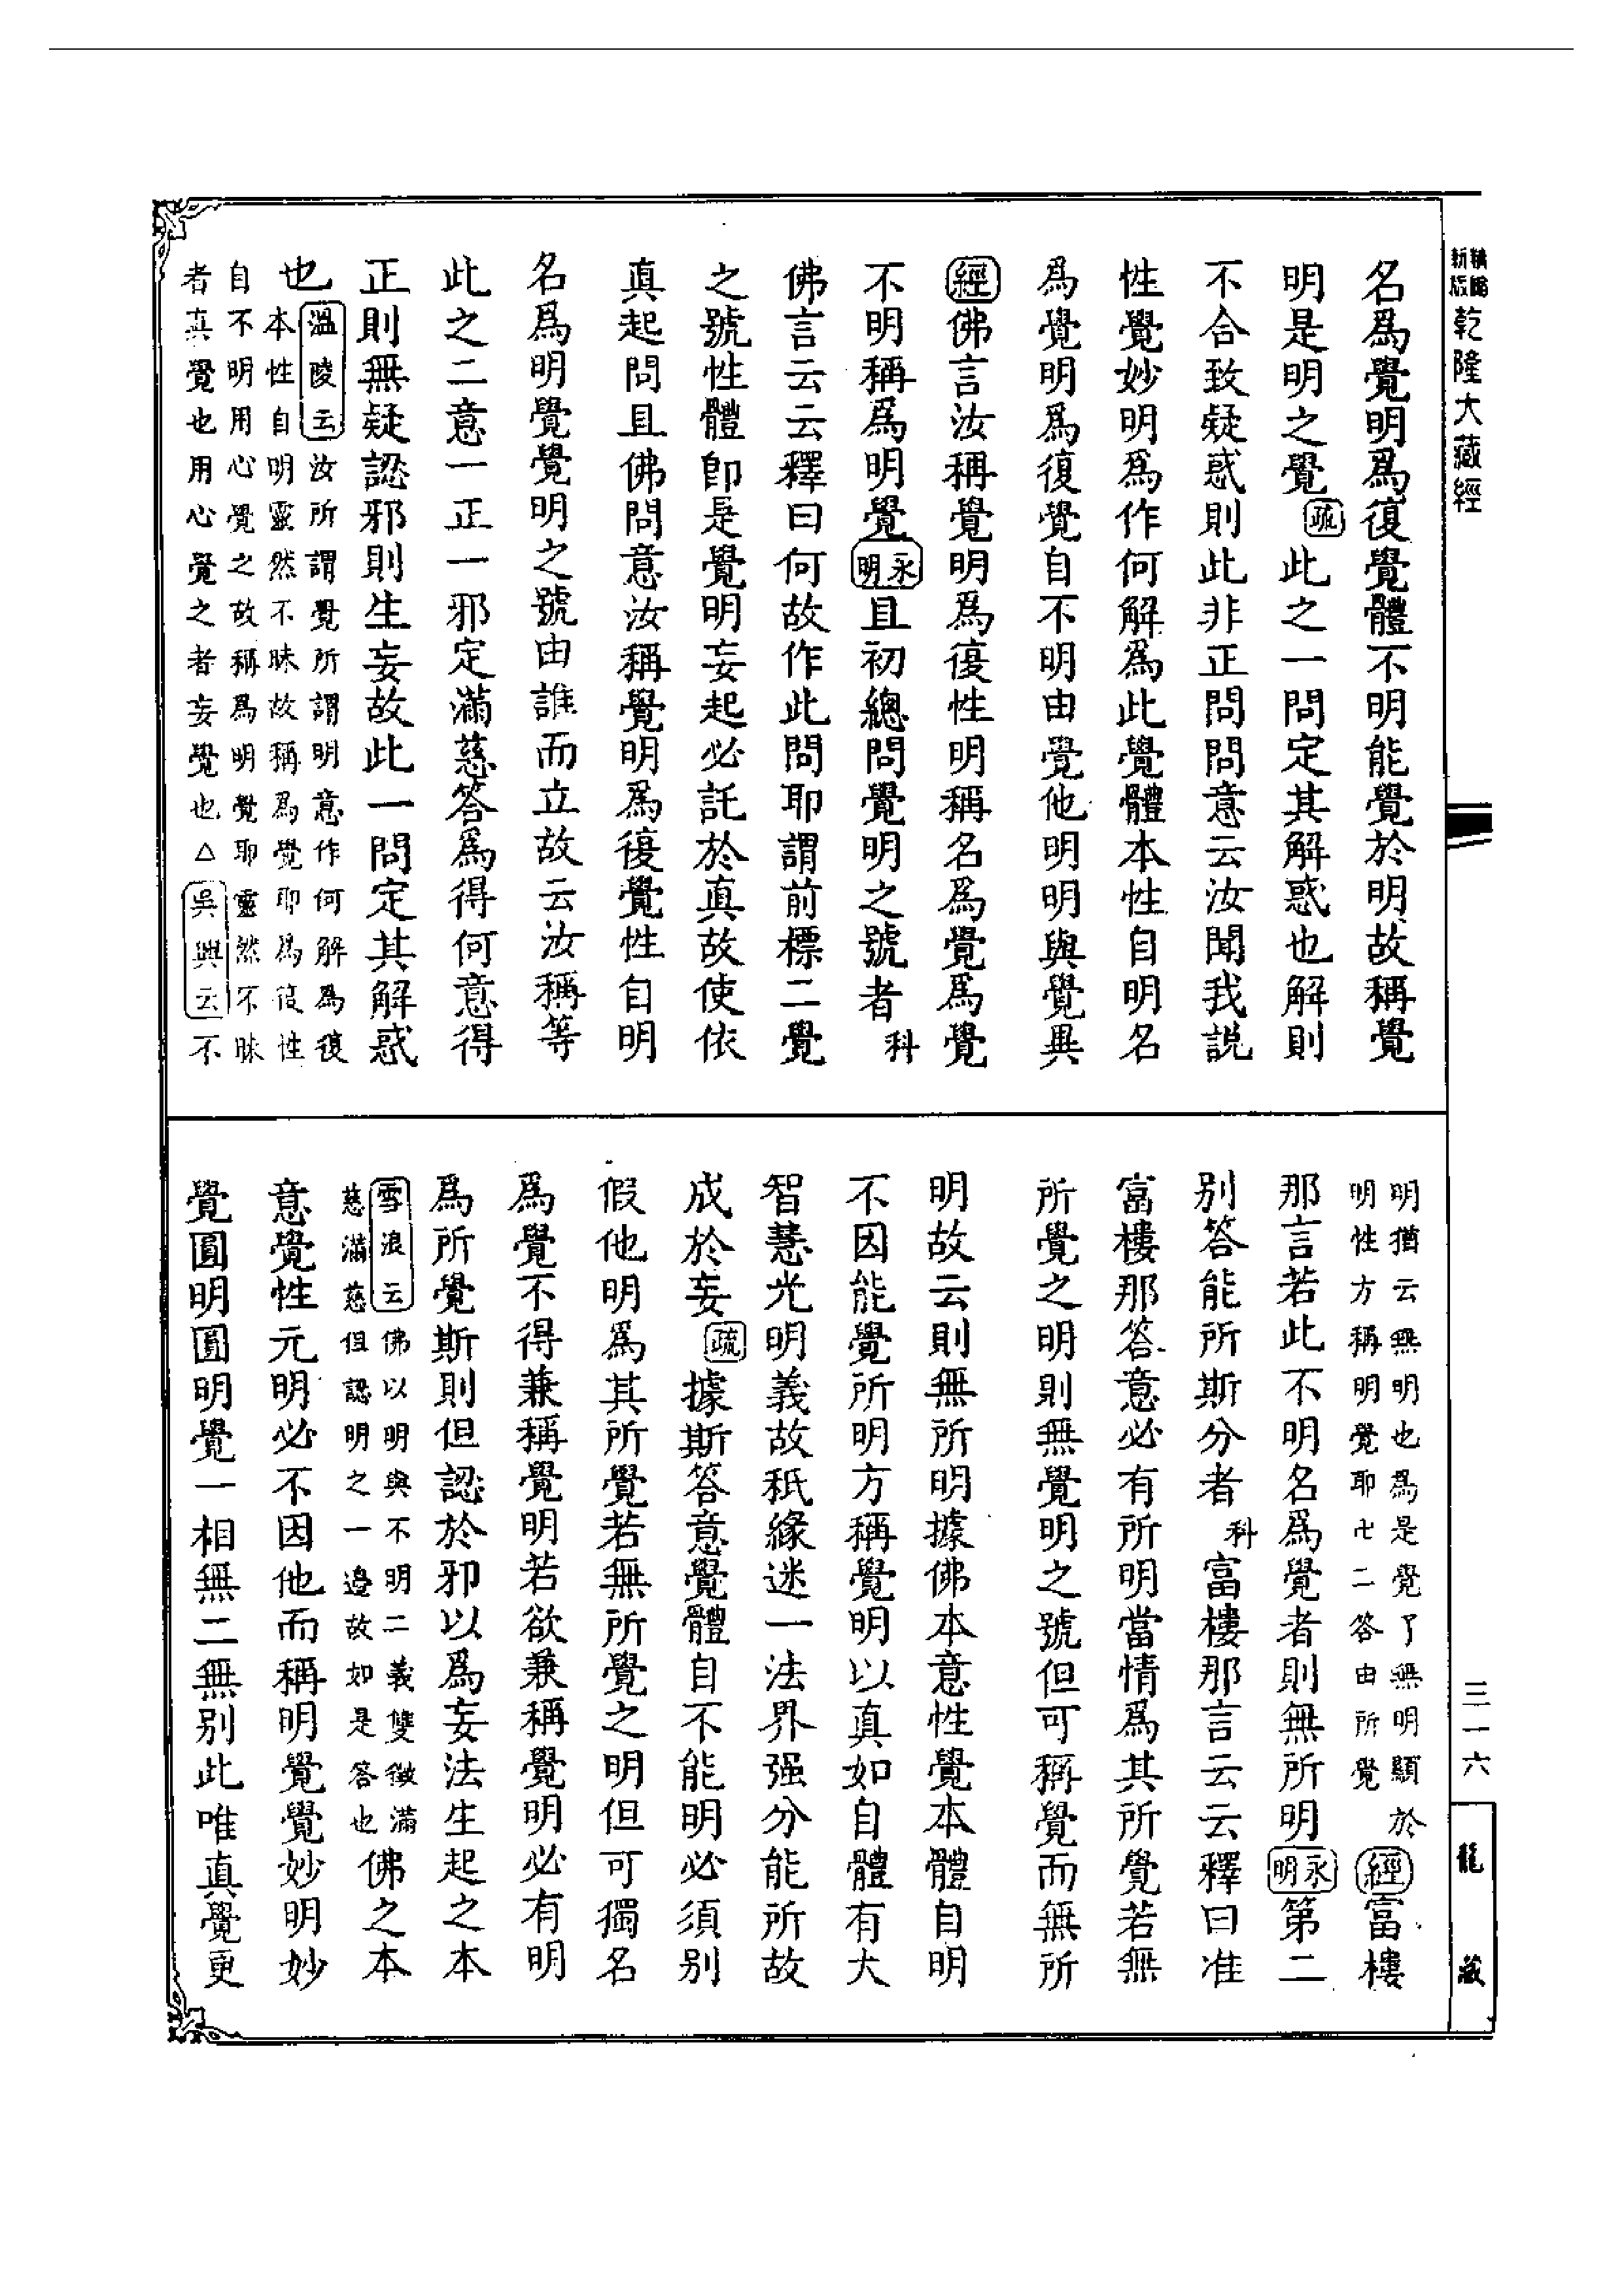 乾隆大藏經
名爲覺明爲復覺體不明能覺於明故稱覺
明是明之覺疏此之一問定其解惑也解則
不合致疑惑則此非正問問意云汝聞我説
性覺妙明爲作何解爲此覺體本性自明名
爲覺明爲復覺自不明由覺他明明與覺異
經佛言汝稱覺明爲復性明稱名爲覺爲覺
不明稱爲明覺永明且初總問覺明之號者科
佛言云云釋曰何故作此問耶謂前標二覺
之號性體卽是覺明妄起必託於真故使依
真起問且佛問意汝稱覺明爲復覺性自明
名爲明覺覺明之號由誰而立故云汝稱等
此之二意一正一邪定滿慈答爲得何意得
正則無疑認邪則生妄故此一問定其解惑
也
溫陵云汝所謂覺所謂明意作何解爲復
本性自明靈然不昧故稱爲覺耶爲復性
自不明用心覺之故稱爲明覺耶靈然不昧
者真覺也用心覺之者妄覺也△吳興云不
明猶云無明也爲是覺了無明顯於
明性方稱明覺耶㔫二答由所覺
經富樓
那言若此不明名爲覺者則無所明永明第二
别答能所斯分者科富樓那言云云釋曰准
富樓那答意必有所明當情爲其所覺若無
所覺之明則無覺明之號但可稱覺而無所
明故云則無所明據佛本意性覺本體自明
不因能覺所明方稱覺明以真如自體有大
智慧光明義故秖緣迷一法界强分能所故
成於妄疏據斯答意覺體自不能明必須别
假他明爲其所覺若無所覺之明但可獨名
爲覺不得兼稱覺明若欲兼稱覺明必有明
爲所覺斯則但認於邪以爲妄法生起之本
雪浪云佛以明與不明二義雙徵滿
慈滿慈但認明之一邊故如是答也
佛之本
意覺性元明必不因他而稱明覺覺妙明妙
覺圓明圓明覺一相無二無别此唯真覺更
三一六
龍藏